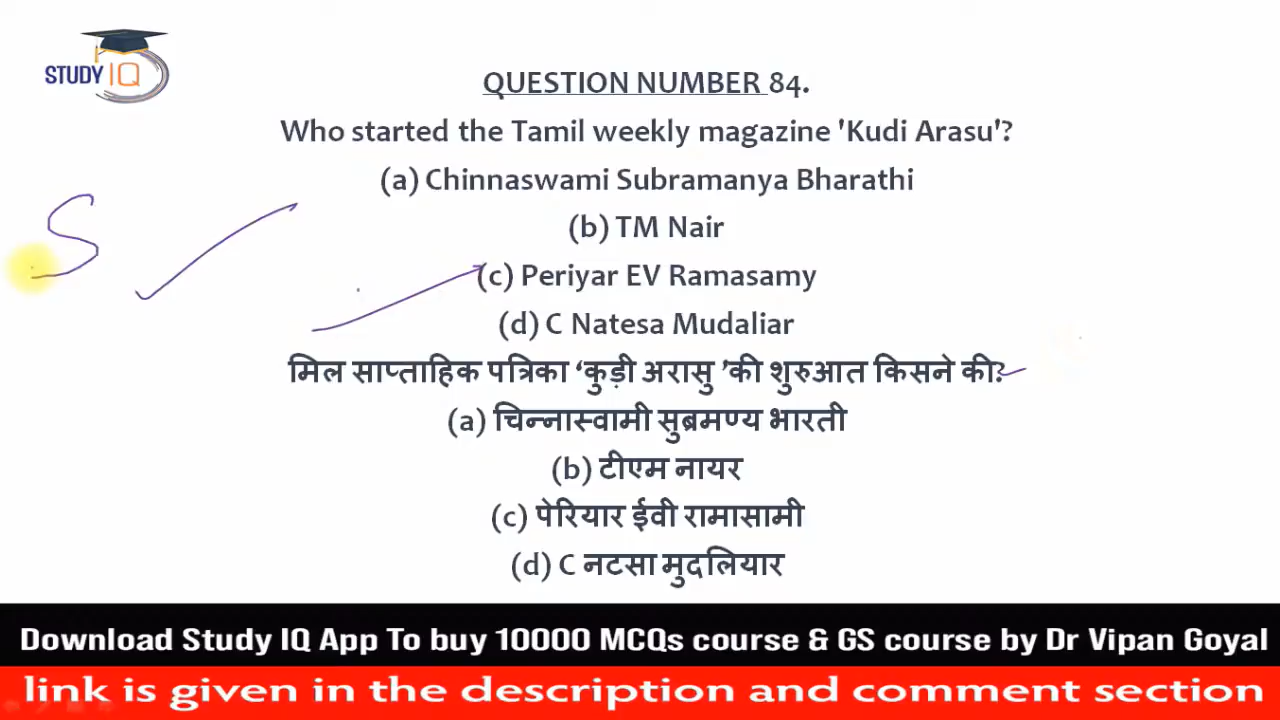 STUDY IQ
QUESTION NUMBER 84.
Who started the Tamil weekly magazine 'Kudi Arasu'?
(a) Chinnaswami Subramanya Bharathi
(b) TM Nair
(c) Periyar EV Ramasamy
(d) C Natesa Mudaliar
S
मिल साप्ताहिक पत्रिका ‘कुड़ी अरासु ’की शुरुआत किसने की?
(a) चिन्नास्वामी सुब्रमण्य भारती
(b) टीएम नायर
(c) पेरियार ईवी रामासामी
(d) C नटसा मुदलियार
Download Study IQ App To buy 10000 MCQs course & GS course by Dr Vipan Goyal
link is given in the description and comment section